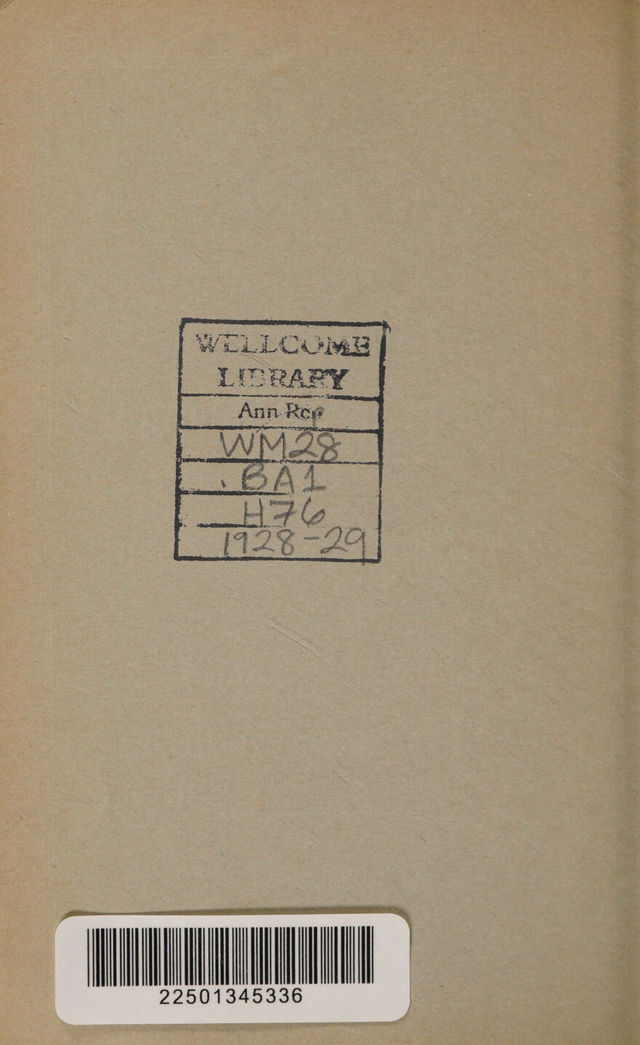 WELLCOME
LIBRARY
Ann Rep
WM28
.BA1
H76
1928-29
22501345336